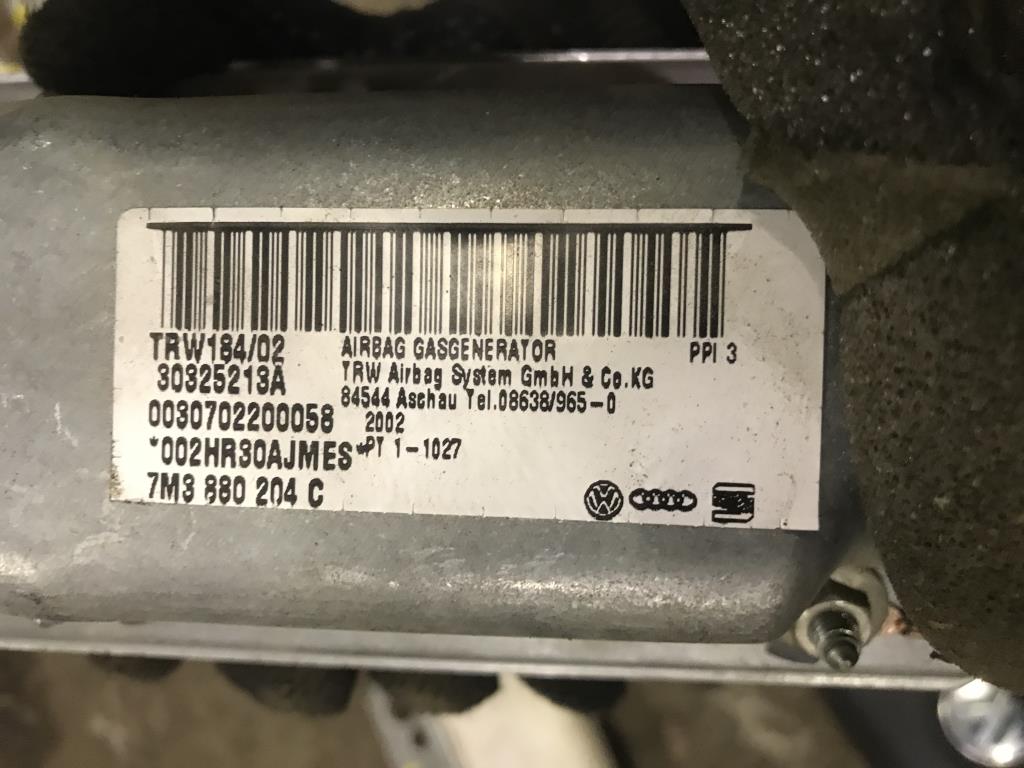 TRW184/02
30325213A
0030702200058
*002HR30AJMES*
7M3 880 204 C
AIRBAG GASGENERATOR PPI 3
TRW Airbag System GmbH & Co.KG
84544 Aschau Tel.08638/965-0
2002
PT 1-1027